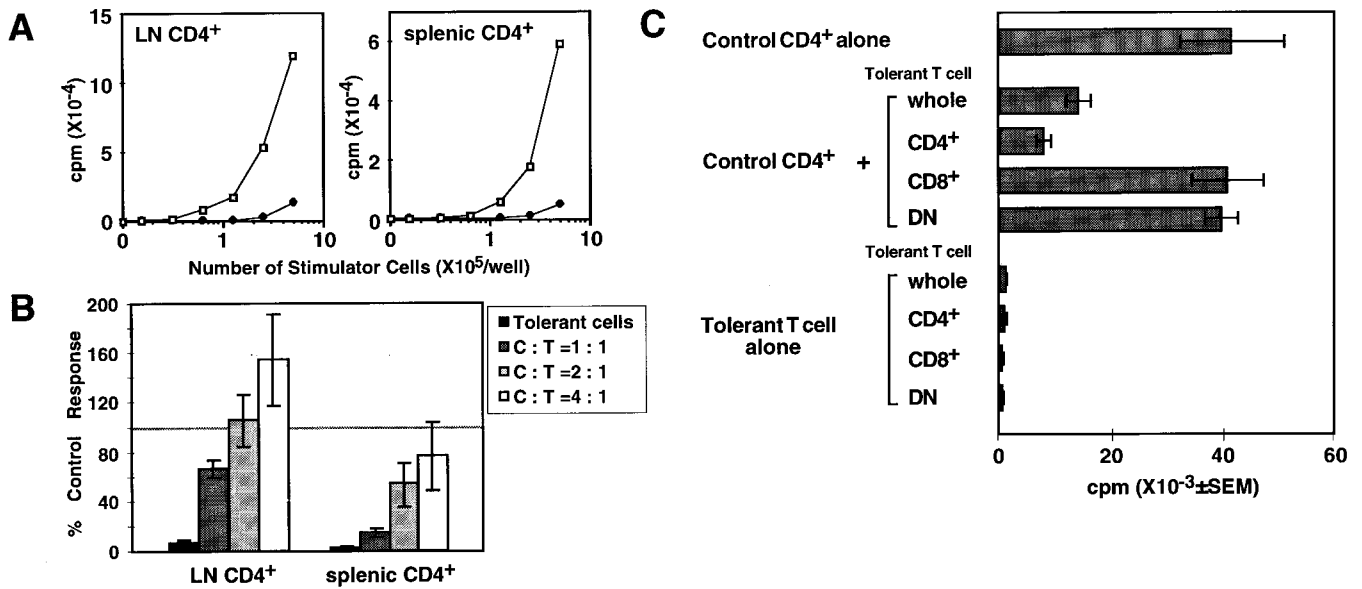 A
LN CD4+
cpm (X10-4)
15
10
5
0
0
1
10
splenic CD4+
cpm (X10-4)
6
4
2
0
0
1
10
Number of Stimulator Cells (X105/well)
B
% Control Response
200
160
120
80
40
0
LN CD4+
splenic CD4+
Tolerant cells
C : T =1 : 1
C : T =2 : 1
C : T =4 : 1
C
Control CD4+ alone
Tolerant T cell
whole
CD4+
Control CD4+ +
CD8+
DN
Tolerant T cell
whole
CD4+
Tolerant T cell
alone
CD8+
DN
0
20
40
60
cpm (X10-3±SEM)